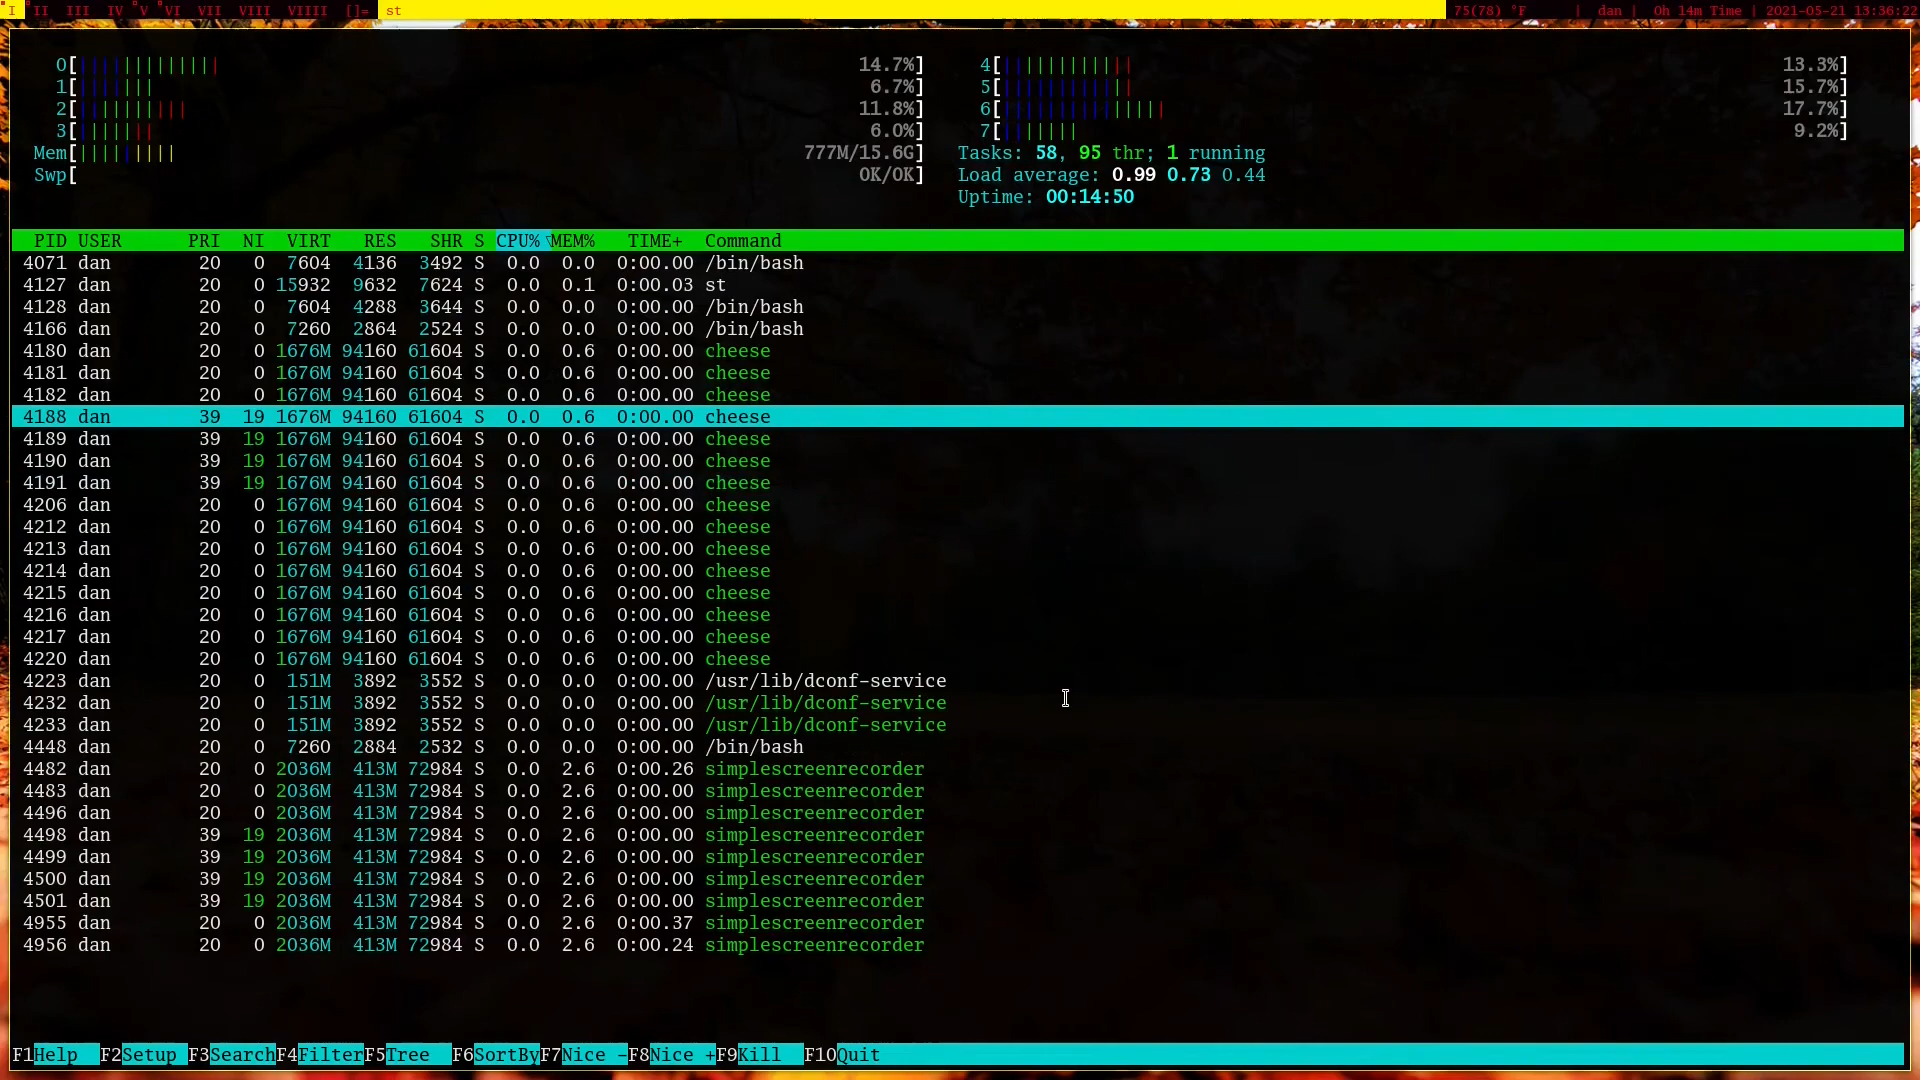 I II III IV V VI VII VIII VIIII []= st 75(78) °F | dan | 0h 14m Time | 2021-05-21 13:36:22
0[|||||||||||||| 14.7%] 4[|||||||||||| 13.3%]
1[||||||| 6.7%] 5[|||||||||||| 15.7%]
2[|||||||||| 11.8%] 6[||||||||||||||| 17.7%]
3[||||||| 6.0%] 7[||||||| 9.2%]
Mem[||||||||| 777M/15.6G] Tasks: 58, 95 thr; 1 running
Swp[ 0K/0K] Load average: 0.99 0.73 0.44
Uptime: 00:14:50
PID USER PRI NI VIRT RES SHR S CPU%▽MEM% TIME+ Command
4071 dan 20 0 7604 4136 3492 S 0.0 0.0 0:00.00 /bin/bash
4127 dan 20 0 15932 9632 7624 S 0.0 0.1 0:00.03 st
4128 dan 20 0 7604 4288 3644 S 0.0 0.0 0:00.00 /bin/bash
4166 dan 20 0 7260 2864 2524 S 0.0 0.0 0:00.00 /bin/bash
4180 dan 20 0 1676M 94160 61604 S 0.0 0.6 0:00.00 cheese
4181 dan 20 0 1676M 94160 61604 S 0.0 0.6 0:00.00 cheese
4182 dan 20 0 1676M 94160 61604 S 0.0 0.6 0:00.00 cheese
4188 dan 39 19 1676M 94160 61604 S 0.0 0.6 0:00.00 cheese
4189 dan 39 19 1676M 94160 61604 S 0.0 0.6 0:00.00 cheese
4190 dan 39 19 1676M 94160 61604 S 0.0 0.6 0:00.00 cheese
4191 dan 39 19 1676M 94160 61604 S 0.0 0.6 0:00.00 cheese
4206 dan 20 0 1676M 94160 61604 S 0.0 0.6 0:00.00 cheese
4212 dan 20 0 1676M 94160 61604 S 0.0 0.6 0:00.00 cheese
4213 dan 20 0 1676M 94160 61604 S 0.0 0.6 0:00.00 cheese
4214 dan 20 0 1676M 94160 61604 S 0.0 0.6 0:00.00 cheese
4215 dan 20 0 1676M 94160 61604 S 0.0 0.6 0:00.00 cheese
4216 dan 20 0 1676M 94160 61604 S 0.0 0.6 0:00.00 cheese
4217 dan 20 0 1676M 94160 61604 S 0.0 0.6 0:00.00 cheese
4220 dan 20 0 1676M 94160 61604 S 0.0 0.6 0:00.00 cheese
4223 dan 20 0 151M 3892 3552 S 0.0 0.0 0:00.00 /usr/lib/dconf-service
4232 dan 20 0 151M 3892 3552 S 0.0 0.0 0:00.00 /usr/lib/dconf-service
4233 dan 20 0 151M 3892 3552 S 0.0 0.0 0:00.00 /usr/lib/dconf-service
4448 dan 20 0 7260 2884 2532 S 0.0 0.0 0:00.00 /bin/bash
4482 dan 20 0 2036M 413M 72984 S 0.0 2.6 0:00.26 simplescreenrecorder
4483 dan 20 0 2036M 413M 72984 S 0.0 2.6 0:00.00 simplescreenrecorder
4496 dan 20 0 2036M 413M 72984 S 0.0 2.6 0:00.00 simplescreenrecorder
4498 dan 39 19 2036M 413M 72984 S 0.0 2.6 0:00.00 simplescreenrecorder
4499 dan 39 19 2036M 413M 72984 S 0.0 2.6 0:00.00 simplescreenrecorder
4500 dan 39 19 2036M 413M 72984 S 0.0 2.6 0:00.00 simplescreenrecorder
4501 dan 39 19 2036M 413M 72984 S 0.0 2.6 0:00.00 simplescreenrecorder
4955 dan 20 0 2036M 413M 72984 S 0.0 2.6 0:00.37 simplescreenrecorder
4956 dan 20 0 2036M 413M 72984 S 0.0 2.6 0:00.24 simplescreenrecorder
F1Help F2Setup F3SearchF4FilterF5Tree F6SortByF7Nice -F8Nice +F9Kill F10Quit